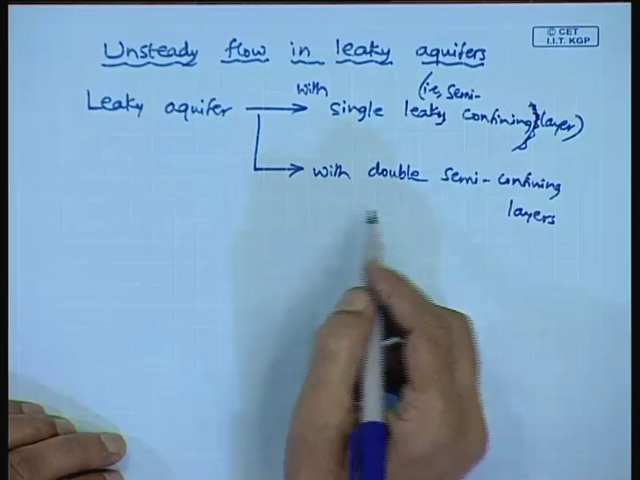 © CET
I.I.T. KGP
Unsteady flow in leaky aquifers
Leaky aquifer → with single leaky confining layer)
(i.e, semi-
→ with double semi-confining
layers